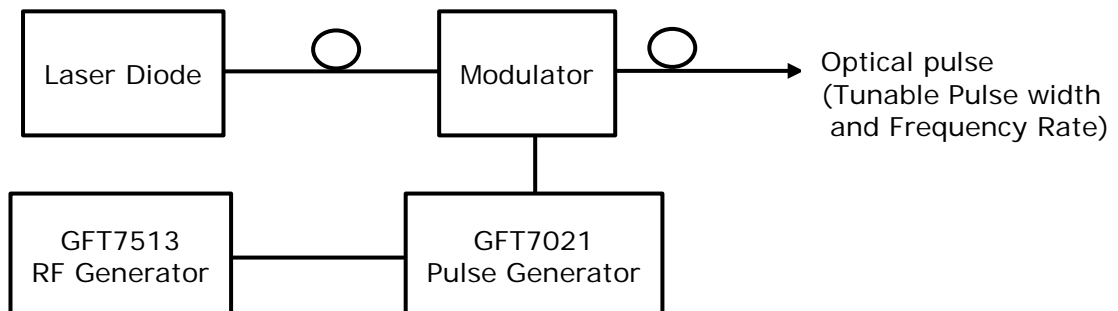 Laser Diode
Modulator
Optical pulse
(Tunable Pulse width
and Frequency Rate)
GFT7513
RF Generator
GFT7021
Pulse Generator